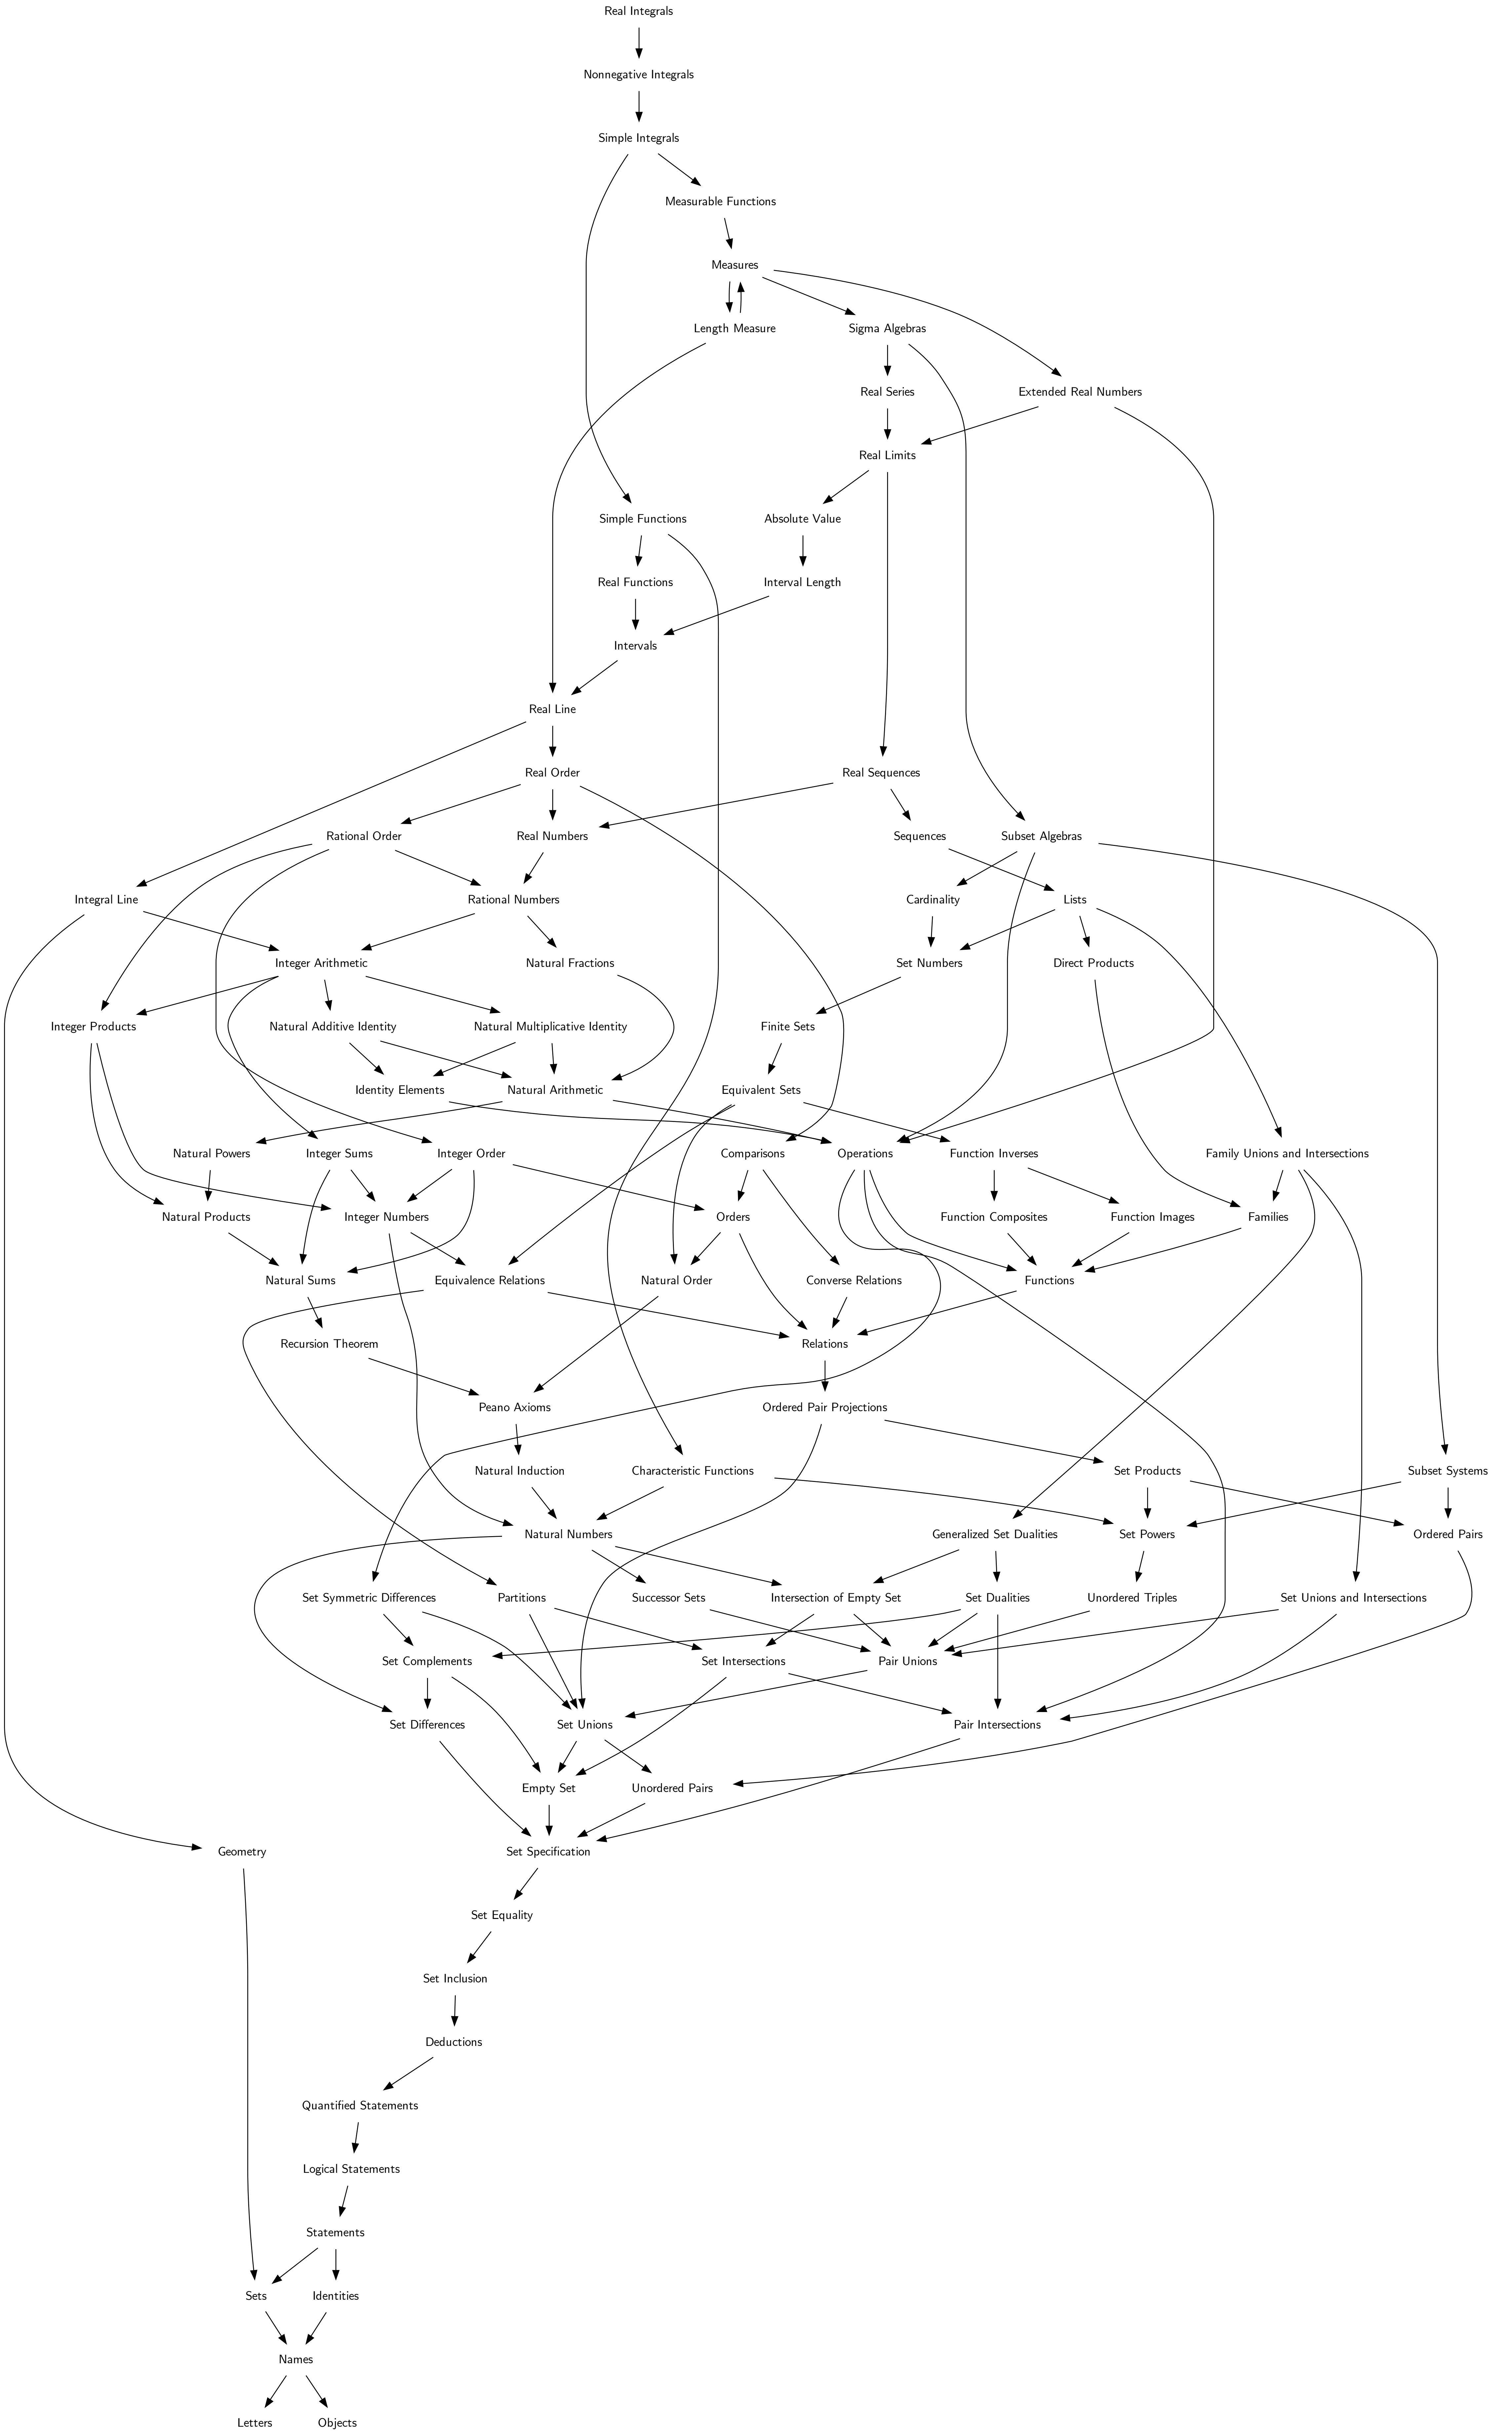 Real Integrals
Nonnegative Integrals
Simple Integrals
Measurable Functions
Measures
Length Measure
Sigma Algebras
Real Series
Extended Real Numbers
Real Limits
Simple Functions
Absolute Value
Real Functions
Interval Length
Intervals
Real Line
Real Order
Real Sequences
Rational Order
Real Numbers
Sequences
Subset Algebras
Integral Line
Rational Numbers
Cardinality
Lists
Integer Arithmetic
Natural Fractions
Set Numbers
Direct Products
Integer Products
Natural Additive Identity
Natural Multiplicative Identity
Finite Sets
Identity Elements
Natural Arithmetic
Equivalent Sets
Natural Powers
Integer Sums
Integer Order
Comparisons
Operations
Function Inverses
Family Unions and Intersections
Natural Products
Integer Numbers
Orders
Function Composites
Function Images
Families
Natural Sums
Equivalence Relations
Natural Order
Converse Relations
Functions
Recursion Theorem
Relations
Peano Axioms
Ordered Pair Projections
Natural Induction
Characteristic Functions
Set Products
Subset Systems
Natural Numbers
Generalized Set Dualities
Set Powers
Ordered Pairs
Set Symmetric Differences
Partitions
Successor Sets
Intersection of Empty Set
Set Dualities
Unordered Triples
Set Unions and Intersections
Set Complements
Set Intersections
Pair Unions
Set Differences
Set Unions
Pair Intersections
Empty Set
Unordered Pairs
Geometry
Set Specification
Set Equality
Set Inclusion
Deductions
Quantified Statements
Logical Statements
Statements
Sets
Identities
Names
Letters
Objects